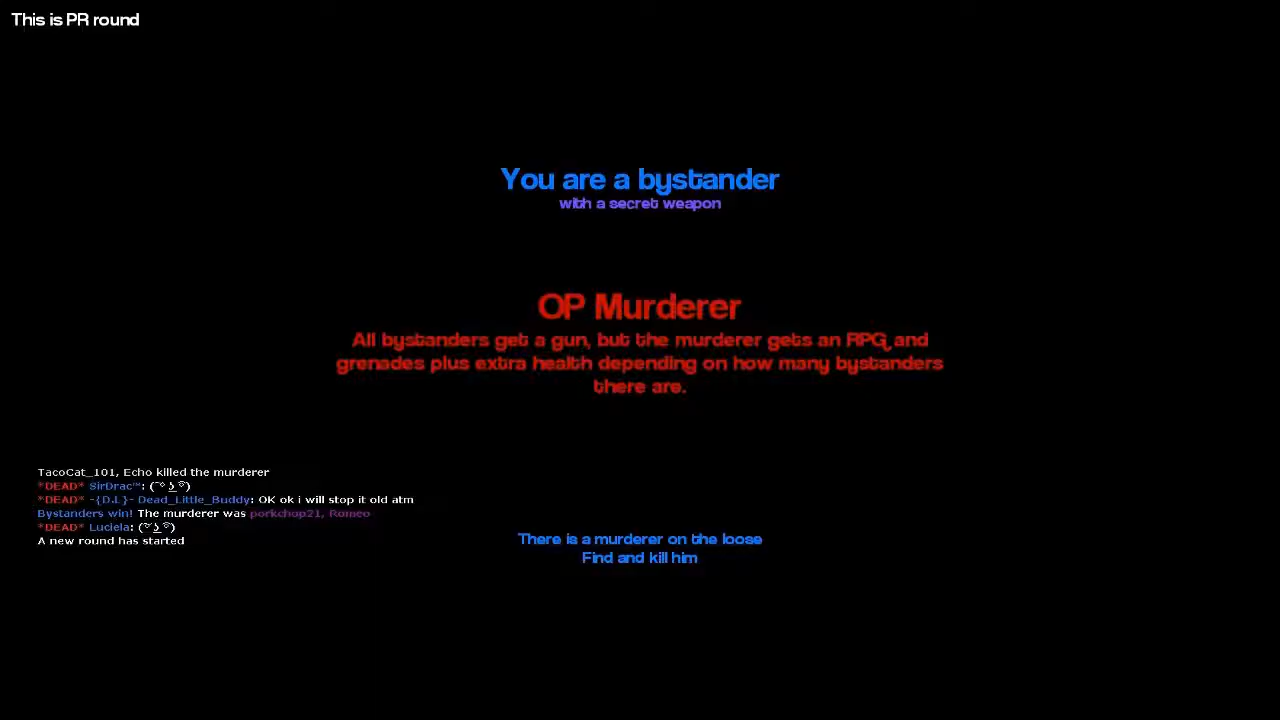 This is PR round
You are a bystander
with a secret weapon
OP Murderer
All bystanders get a gun, but the murderer gets an RPG and
grenades plus extra health depending on how many bystanders
there are.
TacoCat_101, Echo killed the murderer
*DEAD* SirDrac™: ( ͡° ͜ʖ ͡°)
*DEAD* -{D.L}- Dead_Little_Buddy: OK ok i will stop it old atm
Bystanders win! The murderer was porkchop21, Romeo
*DEAD* Luciela: ( ͡° ͜ʖ ͡°)
A new round has started
There is a murderer on the loose
Find and kill him